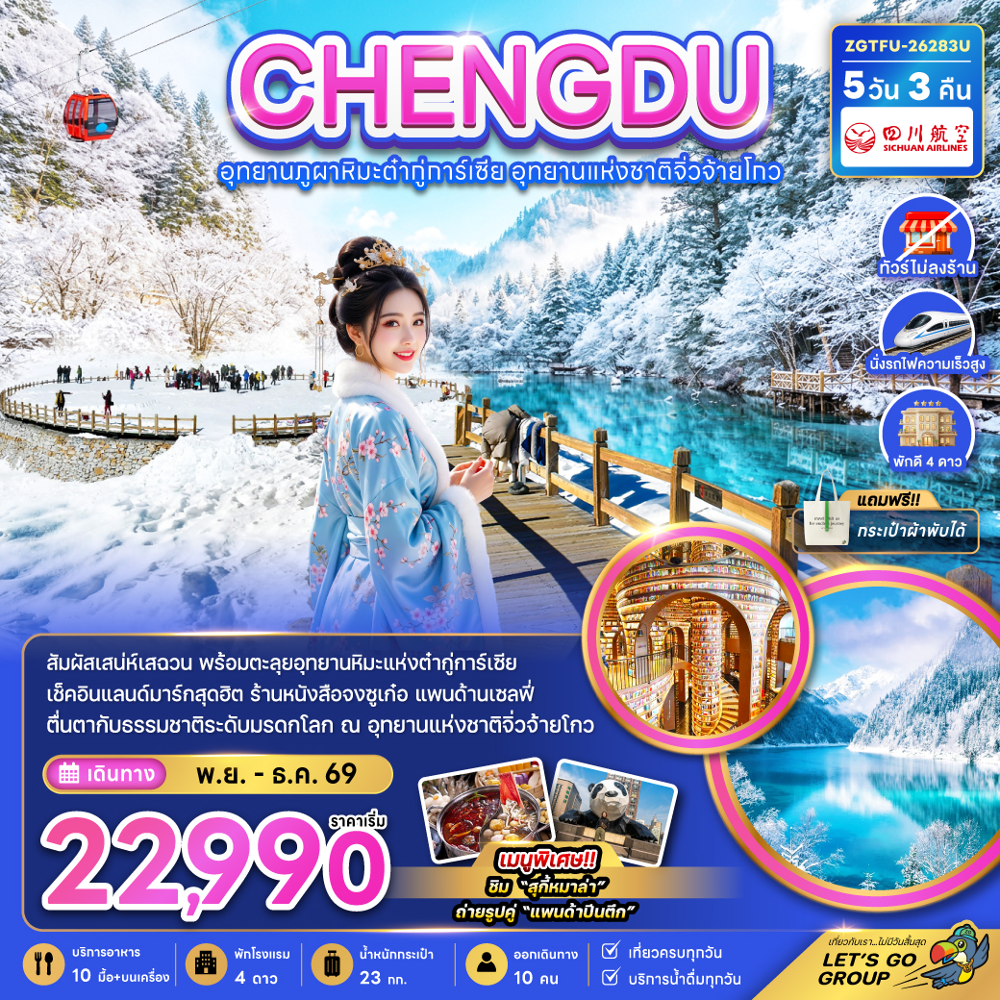 CHENGDU
อุทยานภูผาหิมะต๋ากู่การ์เซีย อุทยานแห่งชาติจิ่วจ้ายโกว
ZGTFU-26283U
5 วัน 3 คืน
四川航空
SICHUAN AIRLINES
ทัวร์ไม่ลงร้าน
นั่งรถไฟความเร็วสูง
พักดี 4 ดาว
แถมฟรี!!
กระเป๋าผ้าพับได้
สัมผัสเสน่ห์เสฉวน พร้อมตะลุยอุทยานหิมะแห่งต๋ากู่การ์เซีย
เช็คอินแลนด์มาร์กสุดฮิต ร้านหนังสือจงซูเก๋อ แพนด้านเซลฟี่
ตื่นตากับธรรมชาติระดับมรดกโลก ณ อุทยานแห่งชาติจิ่วจ้ายโกว
เดินทาง
พ.ย. - ธ.ค. 69
ราคาเริ่ม
22,990
เมนูพิเศษ!!
ชิม "สุกี้หมาล่า"
ถ่ายรูปคู่ "แพนด้าปีนตึก"
บริการอาหาร
10 มื้อ+บนเครื่อง
พักโรงแรม
4 ดาว
น้ำหนักกระเป๋า
23 กก.
ออกเดินทาง
10 คน
เที่ยวครบทุกวัน
บริการน้ำดื่มทุกวัน
เที่ยวกับเรา...ไม่มีวันสิ้นสุด
LET'S GO
GROUP